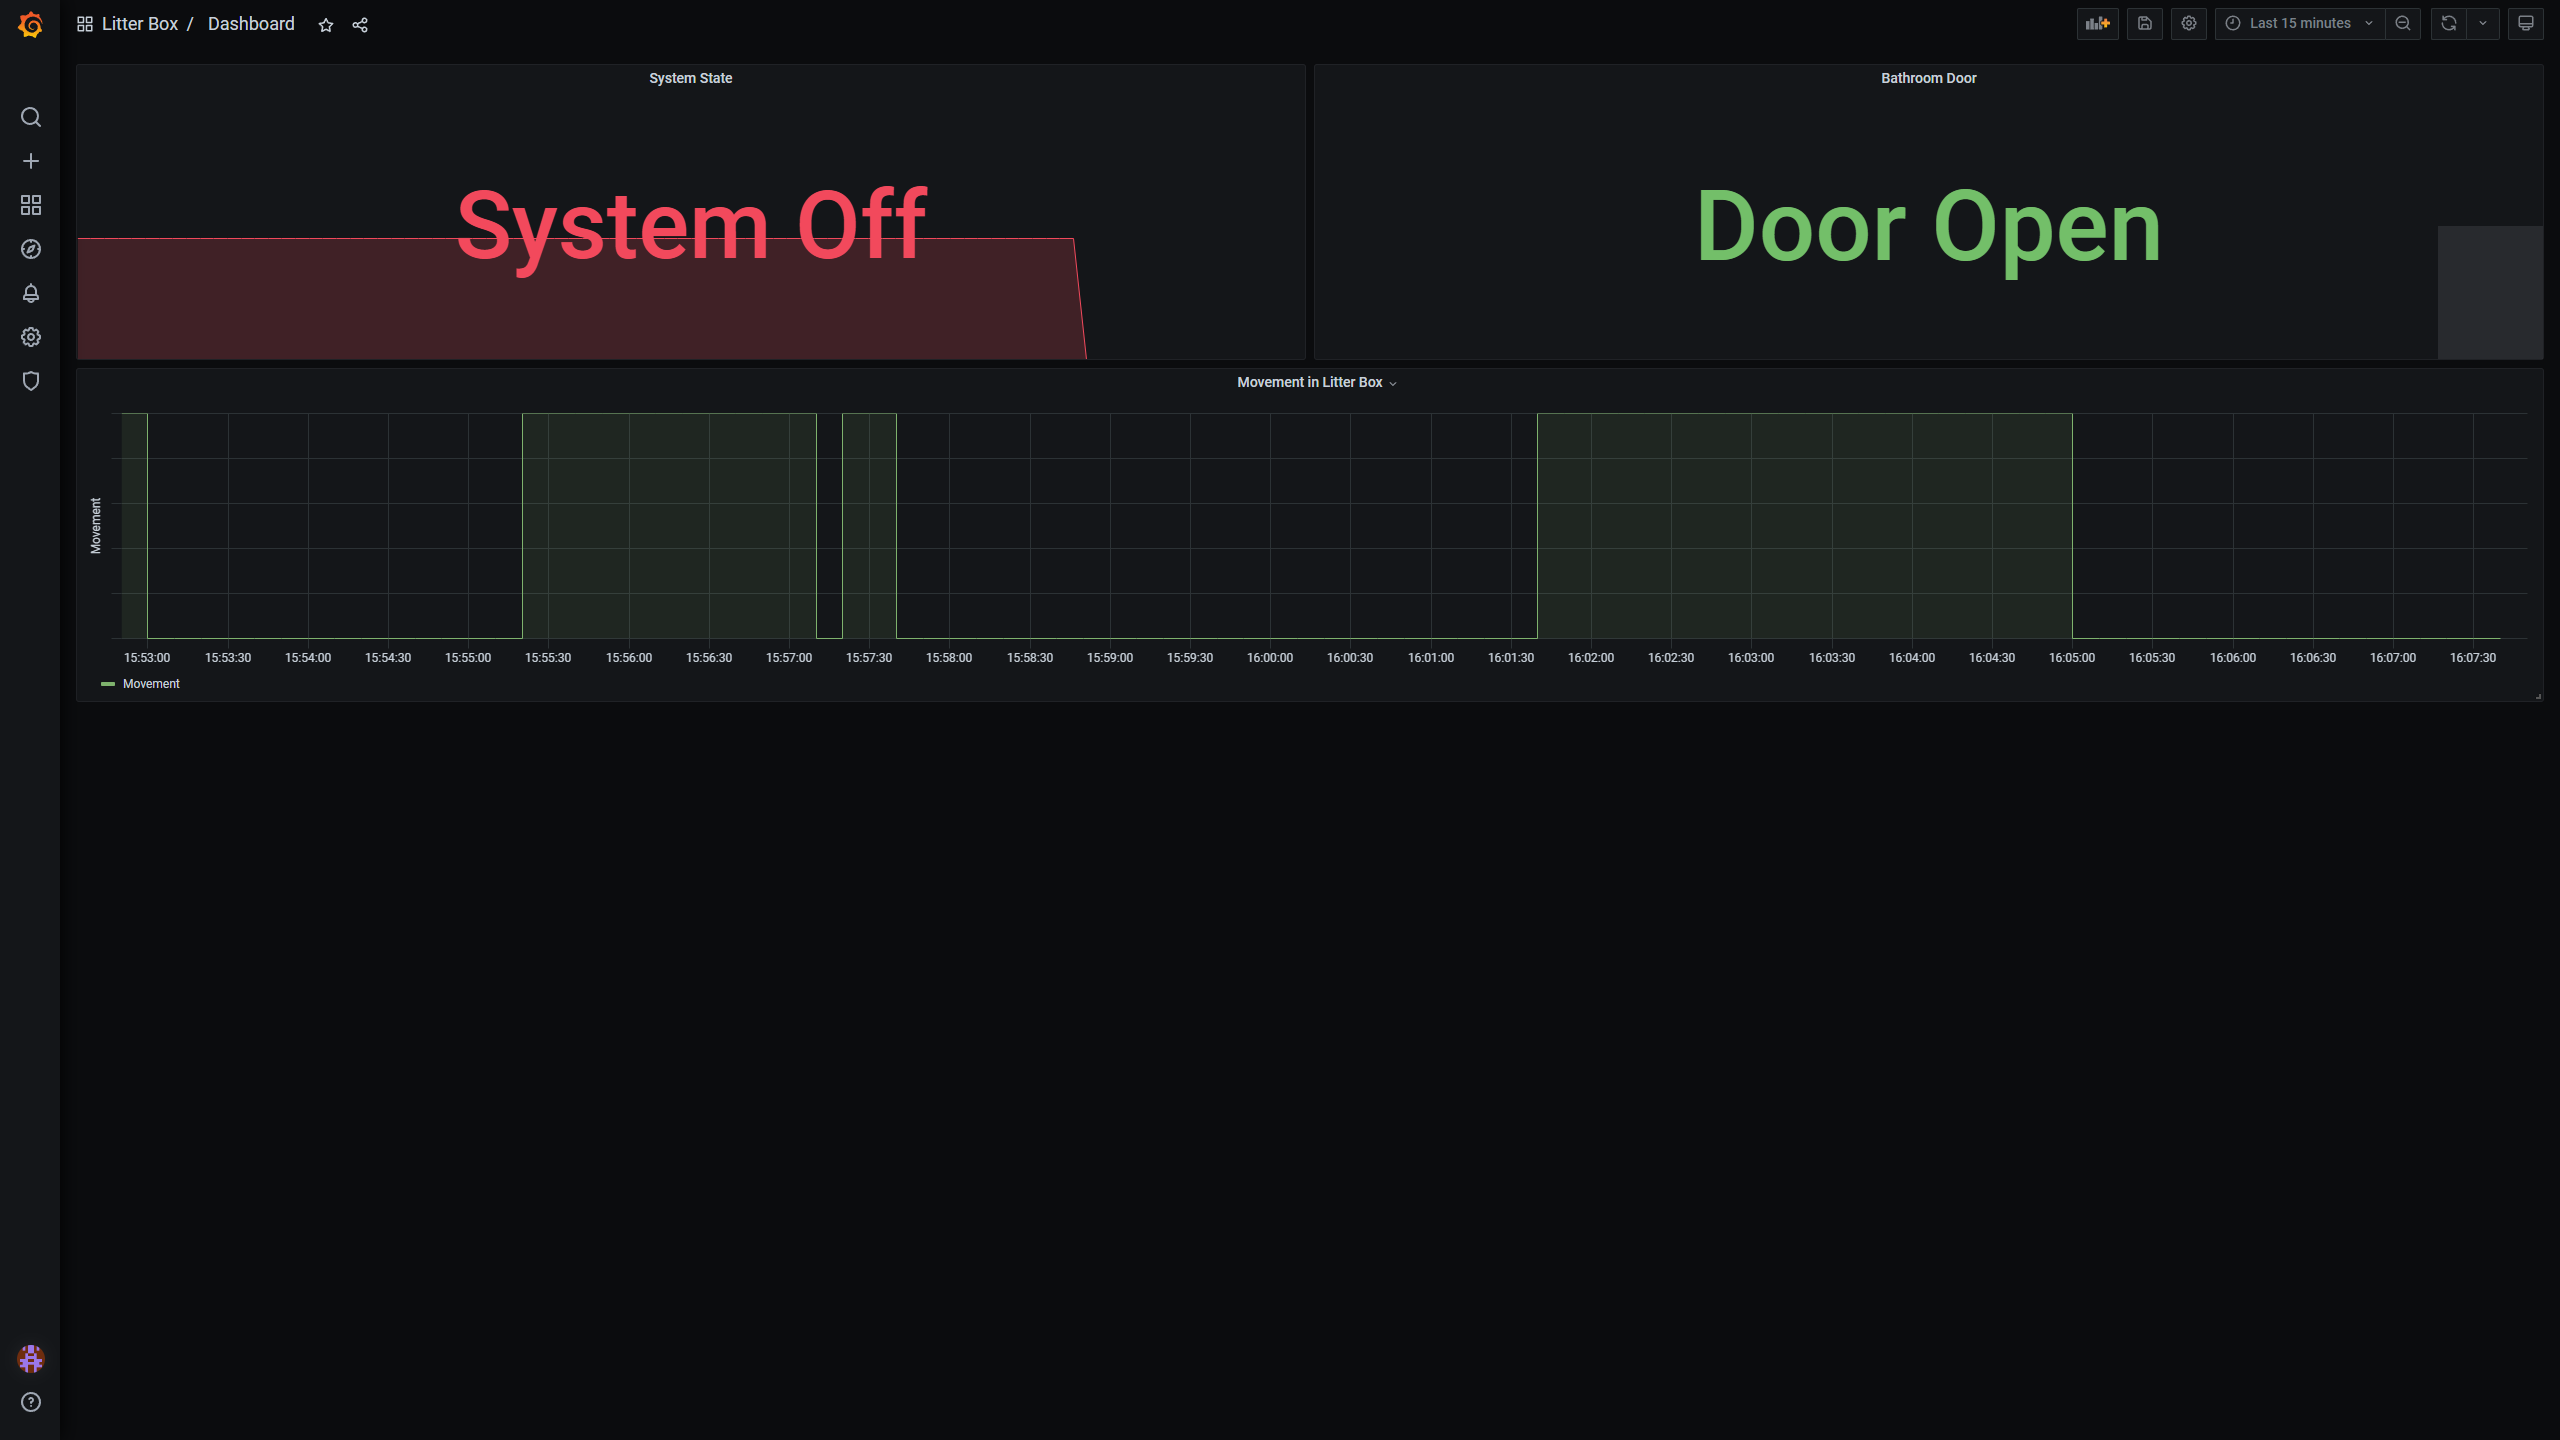 Litter Box / Dashboard
Last 15 minutes
System State
System Off
Bathroom Door
Door Open
Movement in Litter Box
Movement
15:53:00 15:53:30 15:54:00 15:54:30 15:55:00 15:55:30 15:56:00 15:56:30 15:57:00 15:57:30 15:58:00 15:58:30 15:59:00 15:59:30 16:00:00 16:00:30 16:01:00 16:01:30 16:02:00 16:02:30 16:03:00 16:03:30 16:04:00 16:04:30 16:05:00 16:05:30 16:06:00 16:06:30 16:07:00 16:07:30
Movement